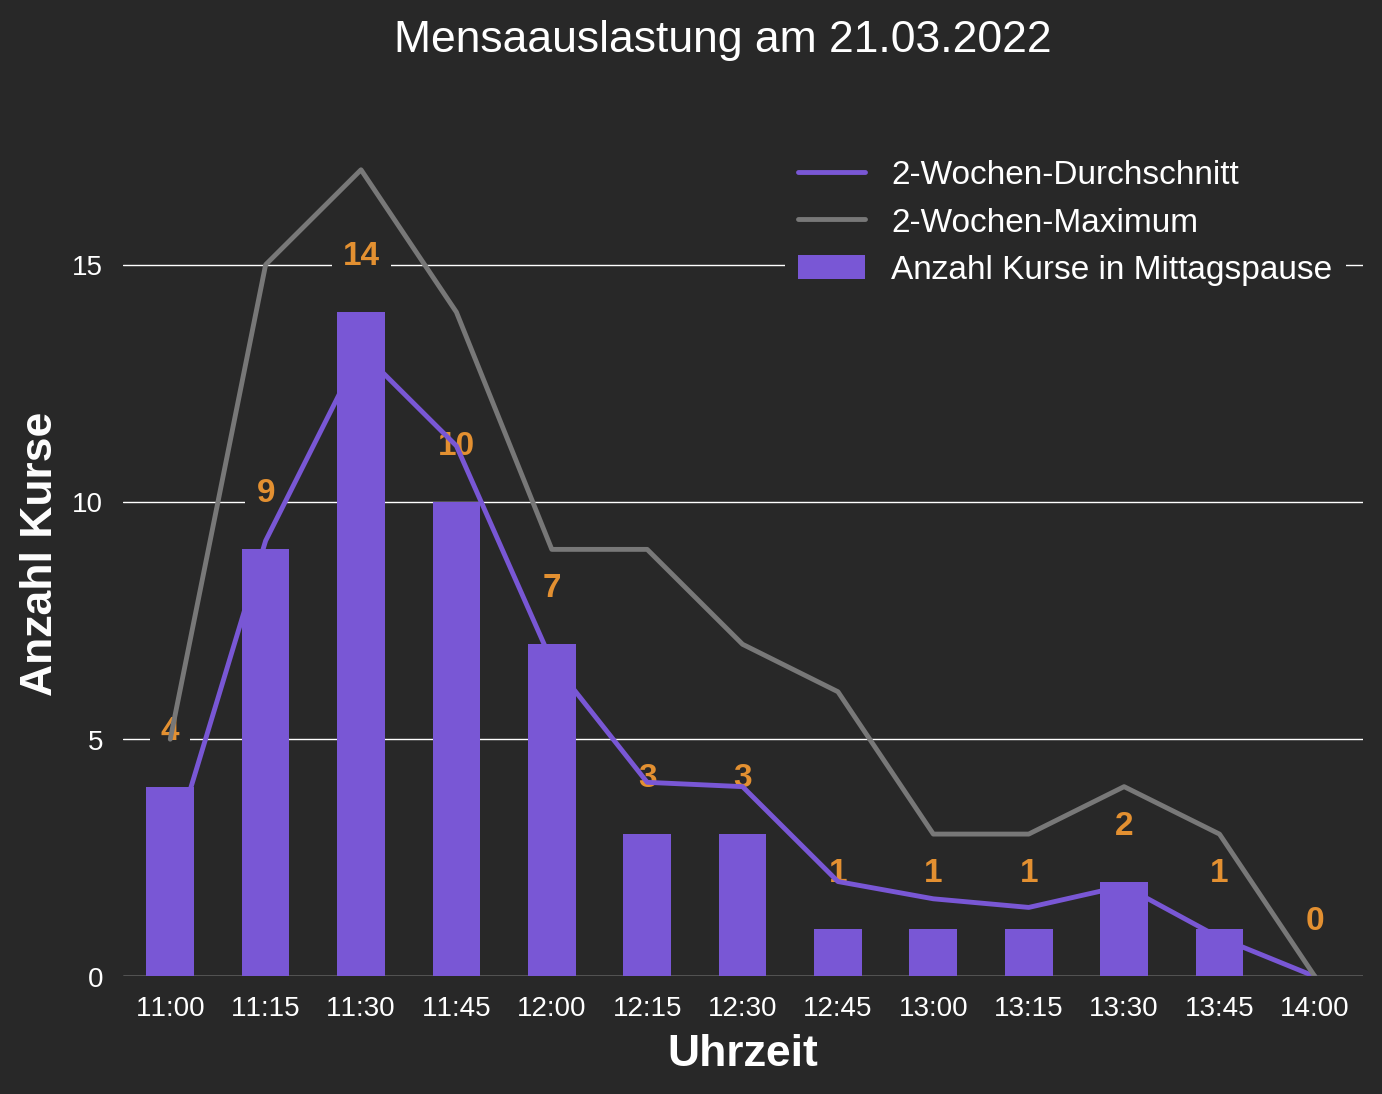 Mensaauslastung am 21.03.2022
2-Wochen-Durchschnitt
2-Wochen-Maximum
Anzahl Kurse in Mittagspause
Anzahl Kurse
15
10
5
0
4
9
14
10
7
3
3
1
1
1
2
1
0
11:00 11:15 11:30 11:45 12:00 12:15 12:30 12:45 13:00 13:15 13:30 13:45 14:00
Uhrzeit